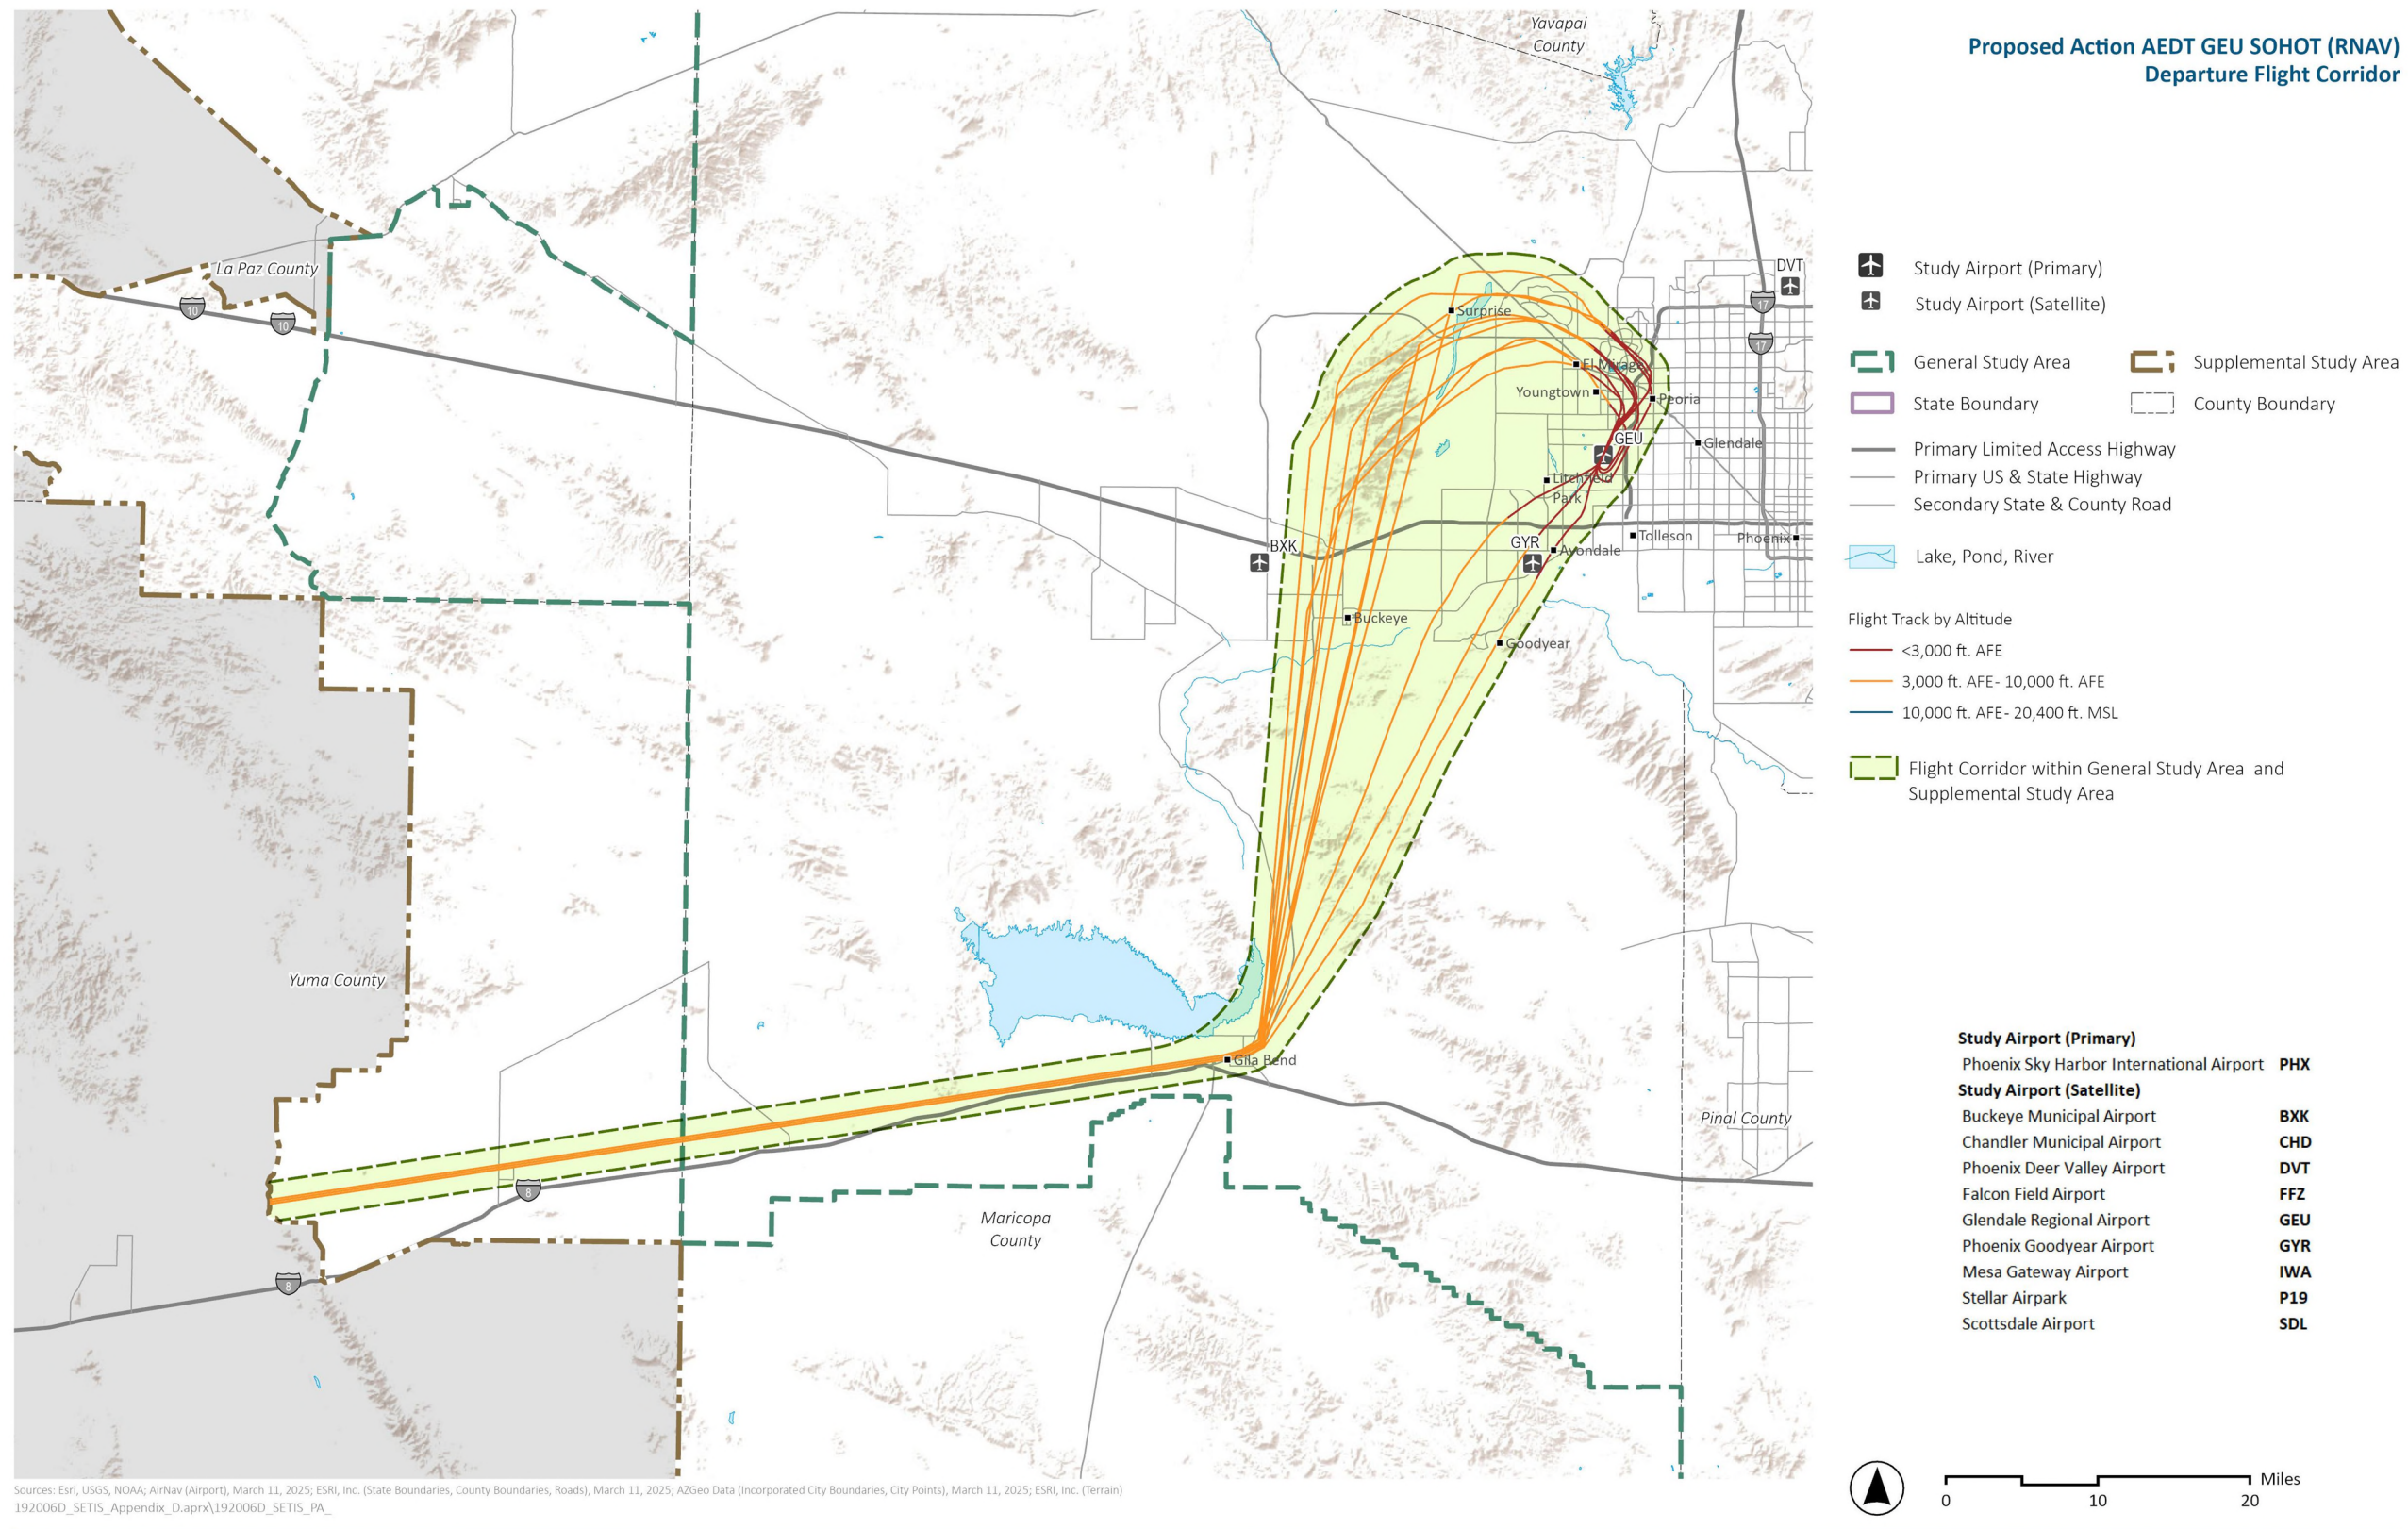 Proposed Action AEDT GEU SOHOT (RNAV)
Departure Flight Corridor
Yavapai
County
La Paz County
10
10
17
17
DVT
Surprise
El Mirage
Youngtown
Peoria
GEU
Glendale
Litchfield
Park
BXK
GYR
Avondale
Tolleson
Phoenix
Buckeye
Goodyear
Yuma County
Gila Bend
Pinal County
8
Maricopa
County
8
Study Airport (Primary)
Study Airport (Satellite)
General Study Area
Supplemental Study Area
State Boundary
County Boundary
Primary Limited Access Highway
Primary US & State Highway
Secondary State & County Road
Lake, Pond, River
Flight Track by Altitude
<3,000 ft. AFE
3,000 ft. AFE- 10,000 ft. AFE
10,000 ft. AFE- 20,400 ft. MSL
Flight Corridor within General Study Area and
Supplemental Study Area
Study Airport (Primary)
Phoenix Sky Harbor International Airport PHX
Study Airport (Satellite)
Buckeye Municipal Airport BXK
Chandler Municipal Airport CHD
Phoenix Deer Valley Airport DVT
Falcon Field Airport FFZ
Glendale Regional Airport GEU
Phoenix Goodyear Airport GYR
Mesa Gateway Airport IWA
Stellar Airpark P19
Scottsdale Airport SDL
Miles
0 10 20
Sources: Esri, USGS, NOAA; AirNav (Airport), March 11, 2025; ESRI, Inc. (State Boundaries, County Boundaries, Roads), March 11, 2025; AZGeo Data (Incorporated City Boundaries, City Points), March 11, 2025; ESRI, Inc. (Terrain)
192006D_SETIS_Appendix_D.aprx\192006D_SETIS_PA_